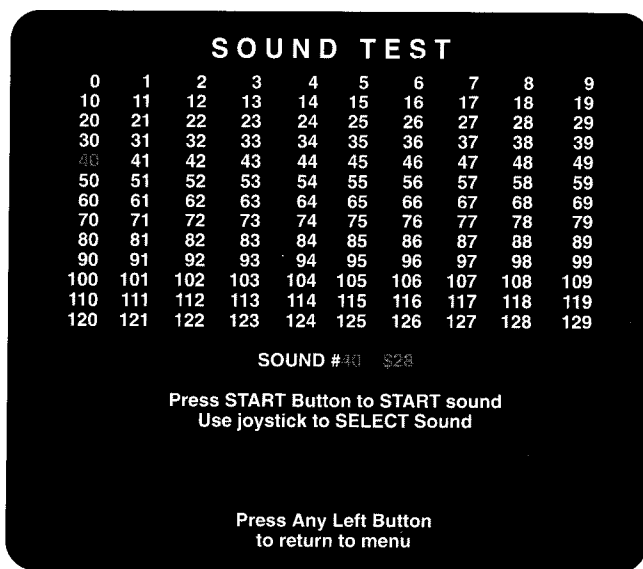 SOUND TEST
0 1 2 3 4 5 6 7 8 9
10 11 12 13 14 15 16 17 18 19
20 21 22 23 24 25 26 27 28 29
30 31 32 33 34 35 36 37 38 39
40 41 42 43 44 45 46 47 48 49
50 51 52 53 54 55 56 57 58 59
60 61 62 63 64 65 66 67 68 69
70 71 72 73 74 75 76 77 78 79
80 81 82 83 84 85 86 87 88 89
90 91 92 93 94 95 96 97 98 99
100 101 102 103 104 105 106 107 108 109
110 111 112 113 114 115 116 117 118 119
120 121 122 123 124 125 126 127 128 129
SOUND #40 $28
Press START Button to START sound
Use joystick to SELECT Sound
Press Any Left Button
to return to menu